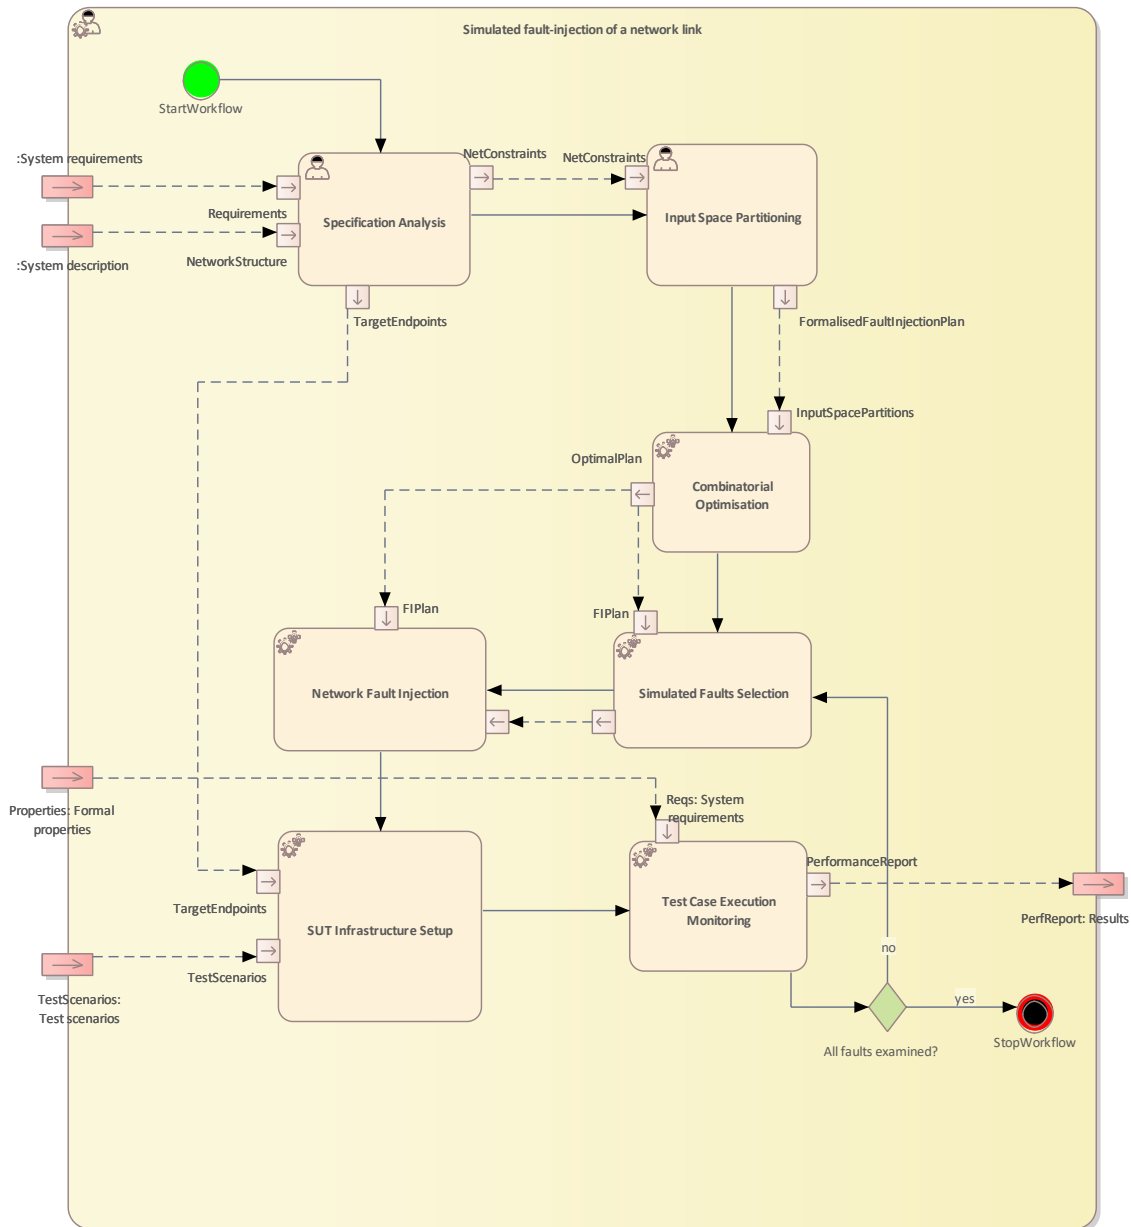 Simulated fault-injection of a network link
StartWorkflow
:System requirements
NetConstraints
NetConstraints
Requirements
Specification Analysis
Input Space Partitioning
:System description
NetworkStructure
TargetEndpoints
FormalisedFaultInjectionPlan
InputSpacePartitions
OptimalPlan
Combinatorial
Optimisation
FIPlan
FIPlan
Network Fault Injection
Simulated Faults Selection
Properties: Formal
properties
Reqs: System
requirements
PerformanceReport
TargetEndpoints
Test Case Execution
Monitoring
PerfReport: Results
SUT Infrastructure Setup
no
TestScenarios
TestScenarios:
Test scenarios
yes
StopWorkflow
All faults examined?